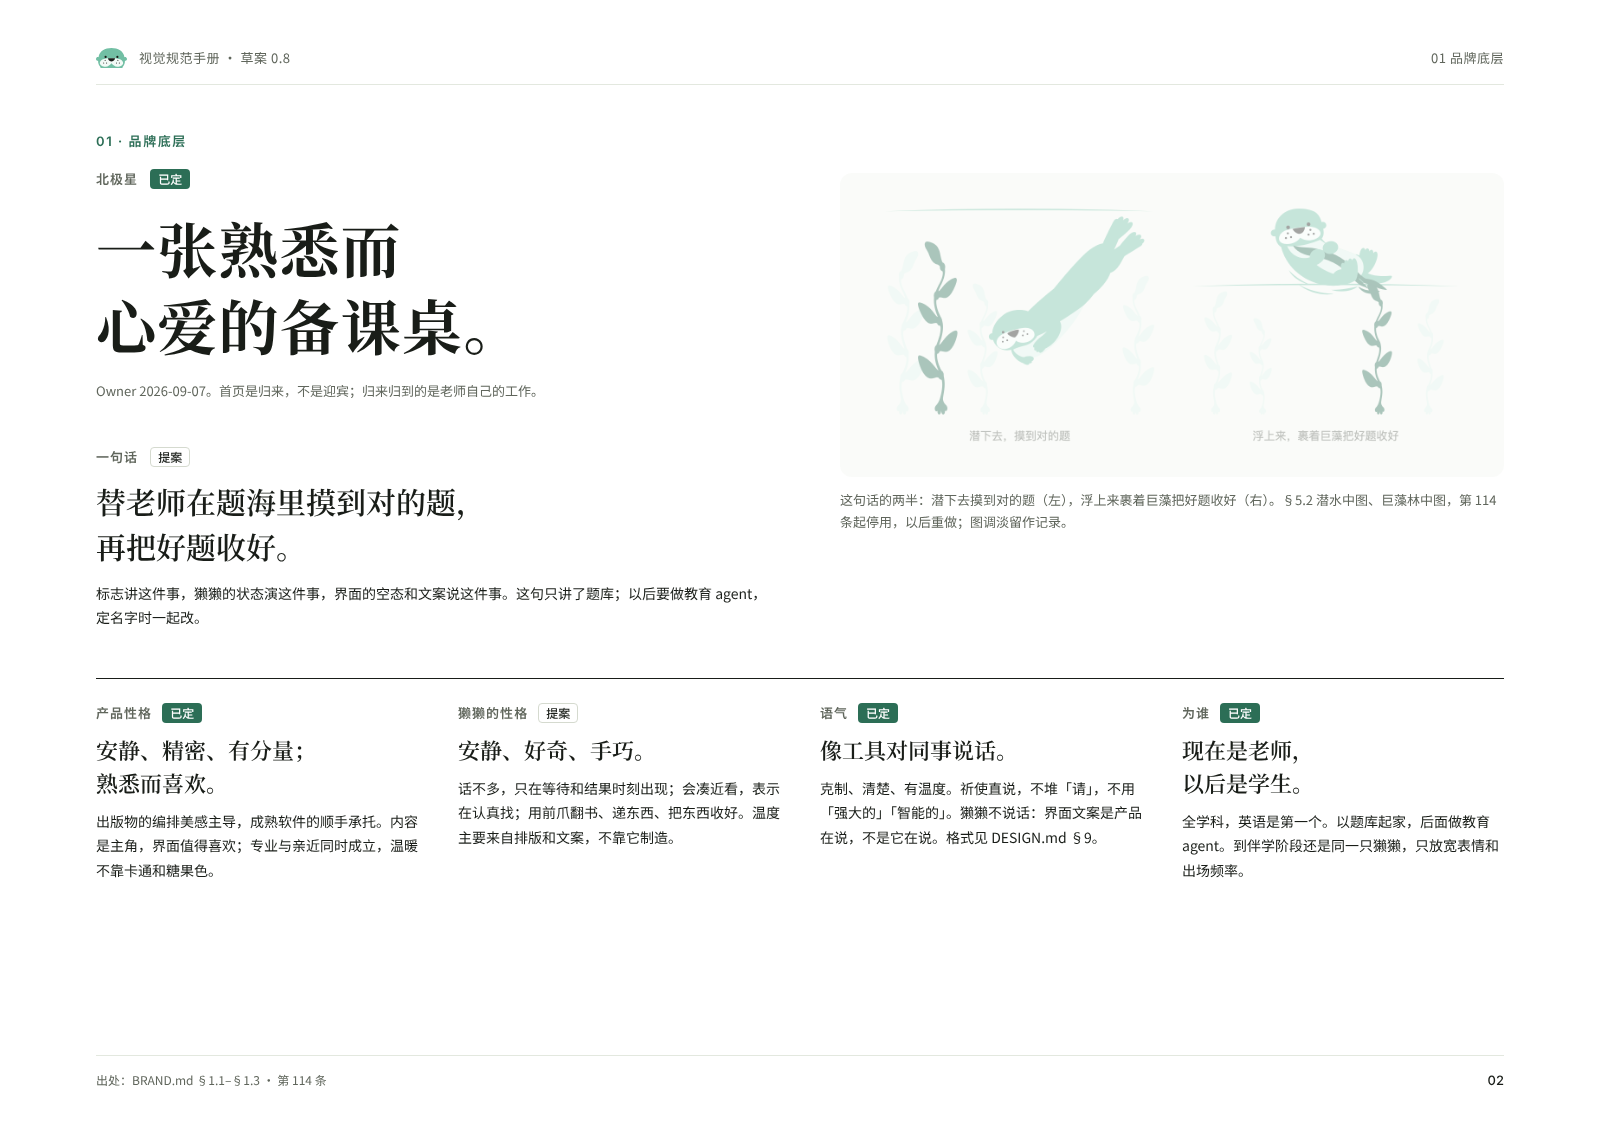 视觉规范手册 · 草案 0.8
01 品牌底层
01 · 品牌底层
北极星 已定
一张熟悉而
心爱的备课桌。
Owner 2026-09-07。首页是归来，不是迎宾；归来归到的是老师自己的工作。
一句话 提案
替老师在题海里摸到对的题，
再把好题收好。
标志讲这件事，獭獭的状态演这件事，界面的空态和文案说这件事。这句只讲了题库；以后要做教育 agent，
定名字时一起改。
潜下去，摸到对的题
浮上来，裹着巨藻把好题收好
这句话的两半：潜下去摸到对的题（左），浮上来裹着巨藻把好题收好（右）。§5.2 潜水中图、巨藻林中图，第 114
条起停用，以后重做；图调淡留作记录。
产品性格 已定
安静、精密、有分量；
熟悉而喜欢。
出版物的编排美感主导，成熟软件的顺手承托。内容
是主角，界面值得喜欢；专业与亲近同时成立，温暖
不靠卡通和糖果色。
獭獭的性格 提案
安静、好奇、手巧。
话不多，只在等待和结果时刻出现；会凑近看，表示
在认真找；用前爪翻书、递东西、把东西收好。温度
主要来自排版和文案，不靠它制造。
语气 已定
像工具对同事说话。
克制、清楚、有温度。祈使直说，不堆「请」，不用
「强大的」「智能的」。獭獭不说话：界面文案是产品
在说，不是它在说。格式见 DESIGN.md §9。
为谁 已定
现在是老师，
以后是学生。
全学科，英语是第一个。以题库起家，后面做教育
agent。到伴学阶段还是同一只獭獭，只放宽表情和
出场频率。
出处：BRAND.md §1.1–§1.3 · 第 114 条
02